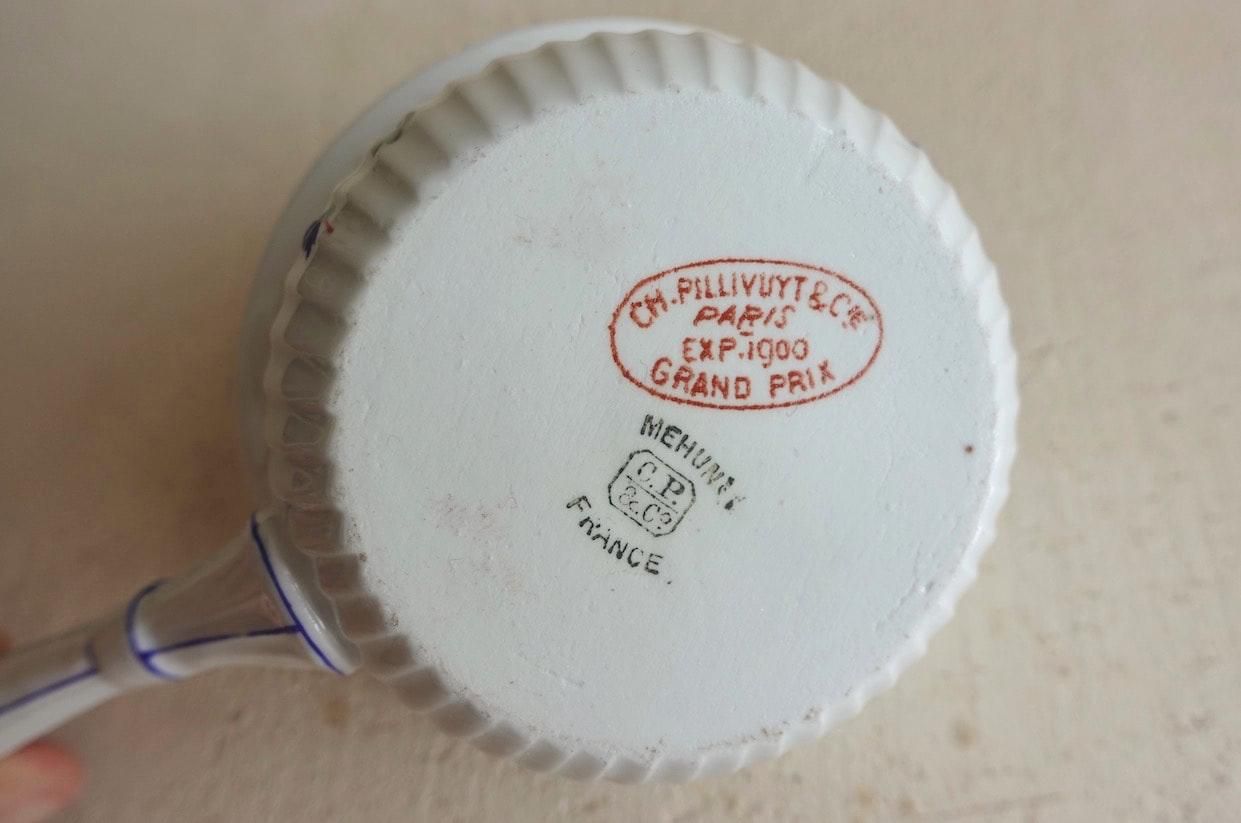 CH. PILLIVUYT & Cie
PARIS
EXP. 1900
GRAND PRIX
MEHUN
C.P.
& Co
FRANCE